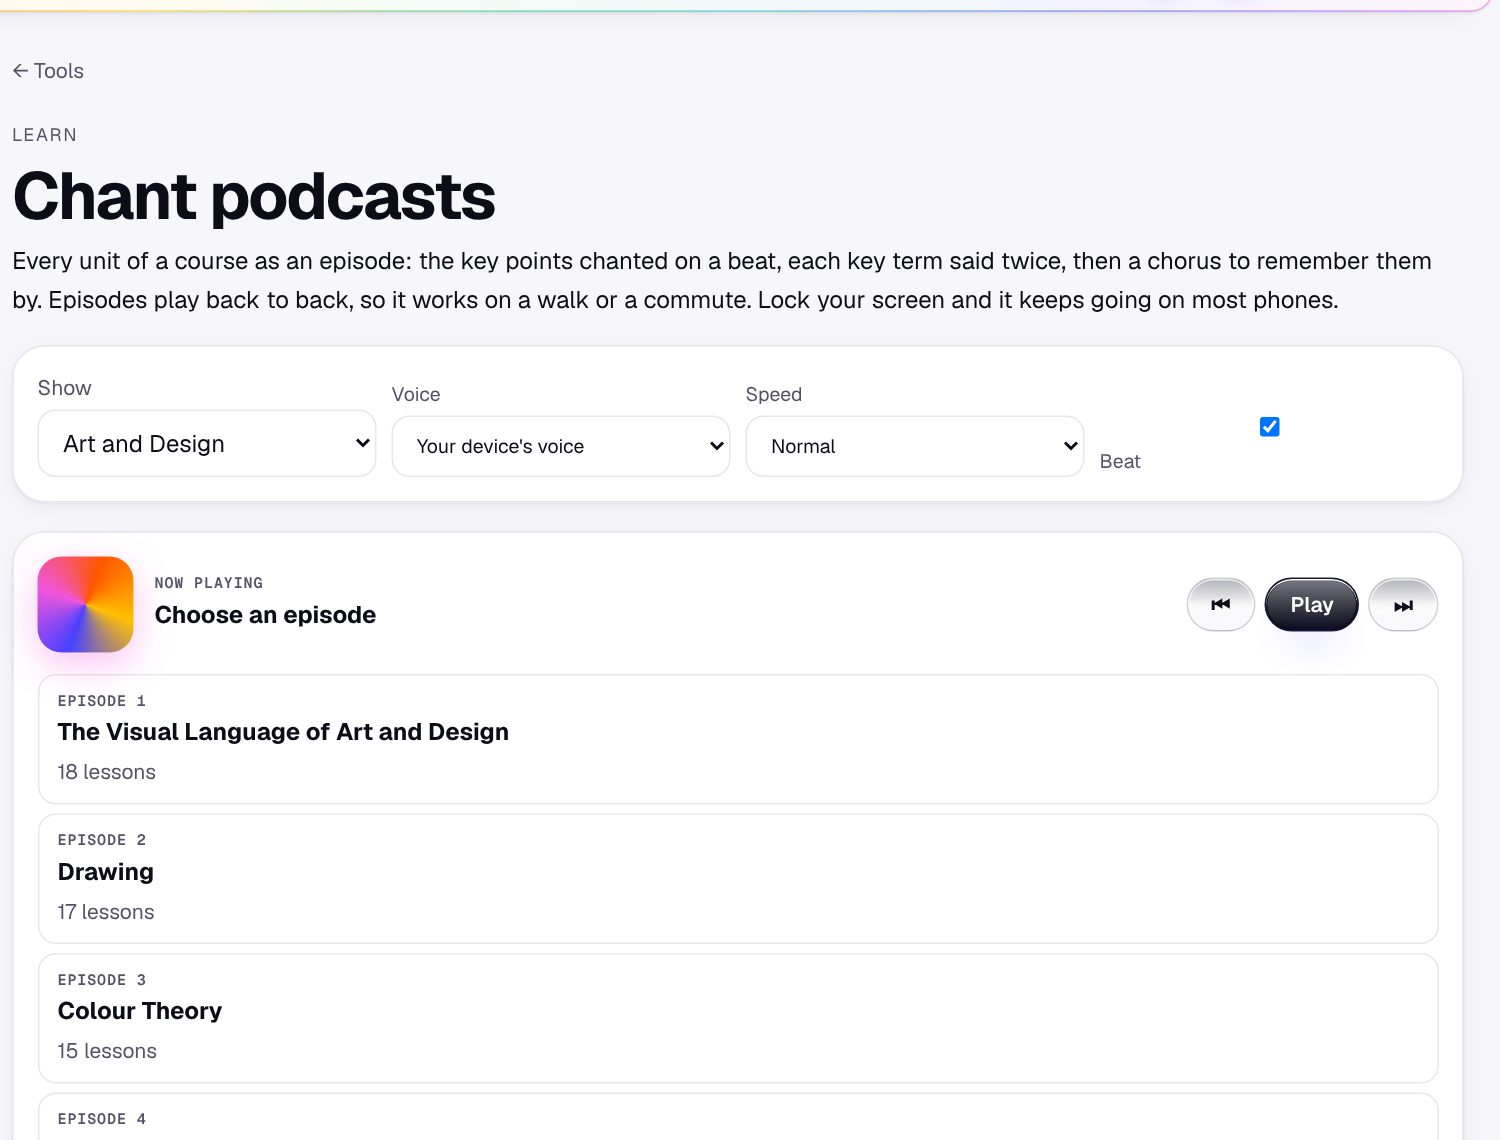 ← Tools
LEARN
Chant podcasts
Every unit of a course as an episode: the key points chanted on a beat, each key term said twice, then a chorus to remember them
by. Episodes play back to back, so it works on a walk or a commute. Lock your screen and it keeps going on most phones.
Show
Voice
Speed
Art and Design
Your device's voice
Normal
Beat
NOW PLAYING
Choose an episode
Play
EPISODE 1
The Visual Language of Art and Design
18 lessons
EPISODE 2
Drawing
17 lessons
EPISODE 3
Colour Theory
15 lessons
EPISODE 4